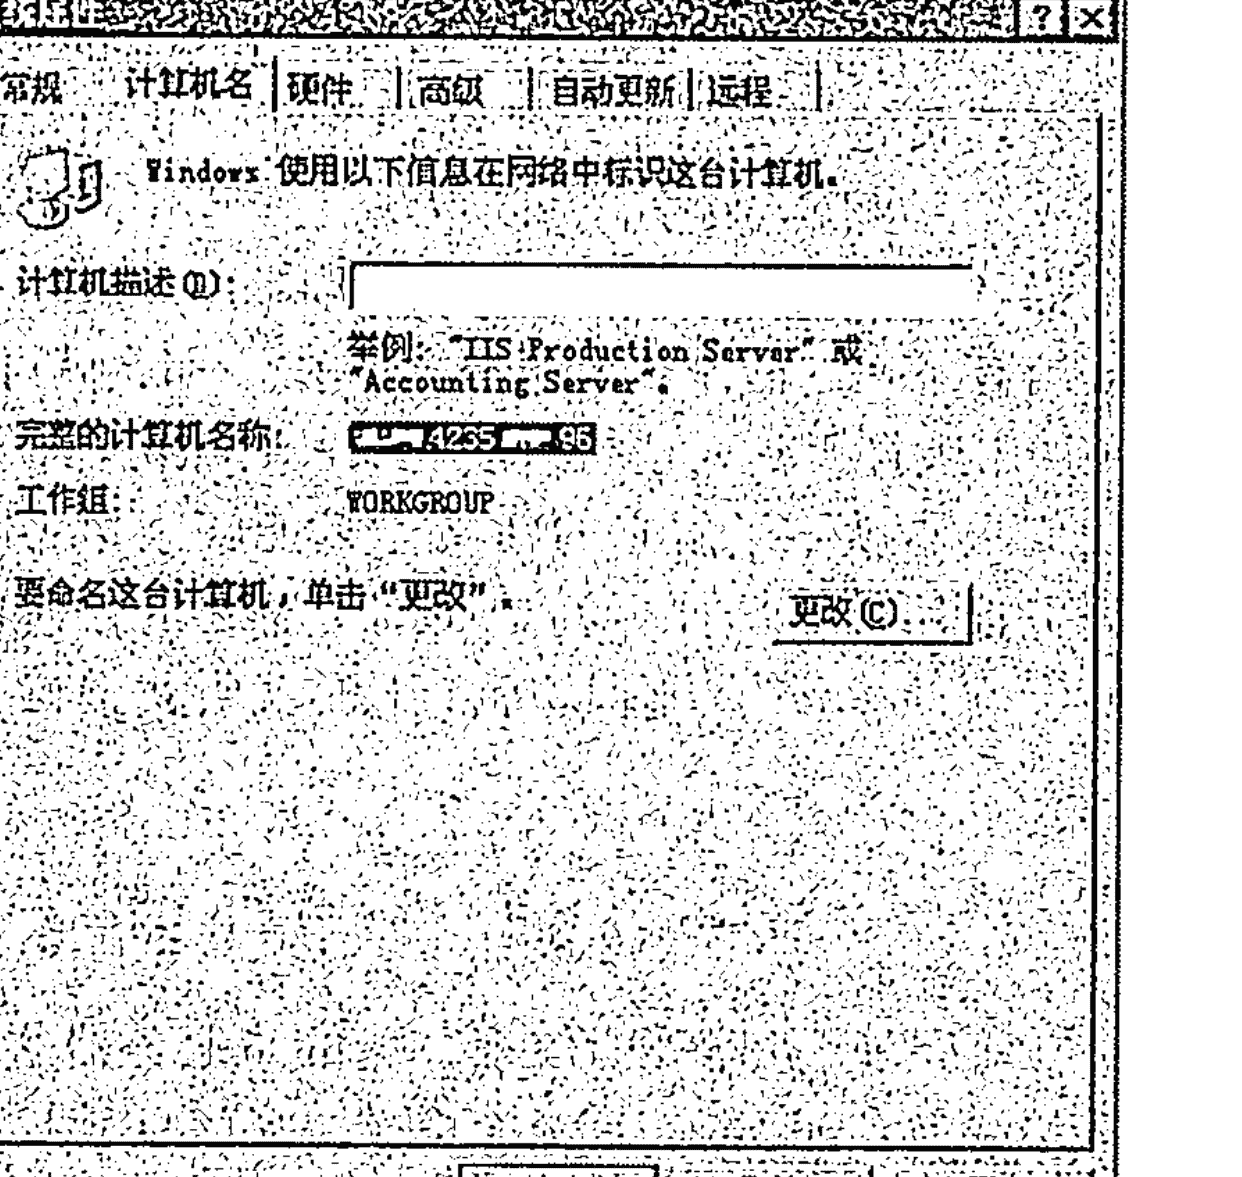 统属性
常规 计算机名 硬件 高级 自动更新 远程
Windows 使用以下信息在网络中标识这台计算机。
计算机描述(D):
举例: "IIS Production Server" 或
"Accounting Server"。
完整的计算机名称:
工作组: WORKGROUP
要命名这台计算机，单击“更改”。
更改(C)...